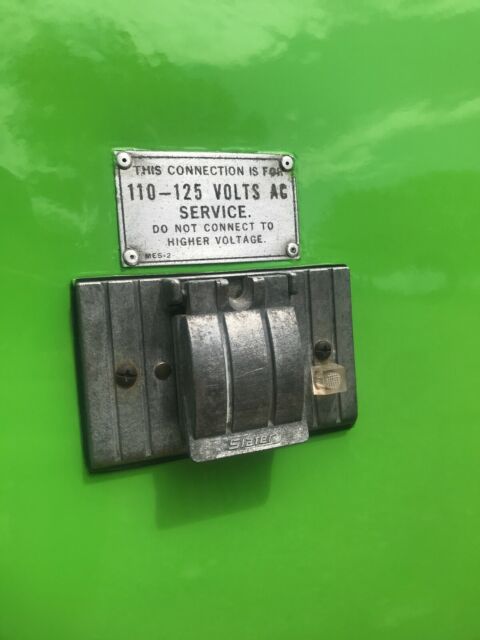 THIS CONNECTION IS FOR
110-125 VOLTS AC
SERVICE.
DO NOT CONNECT TO
HIGHER VOLTAGE.
MES-2
Slater